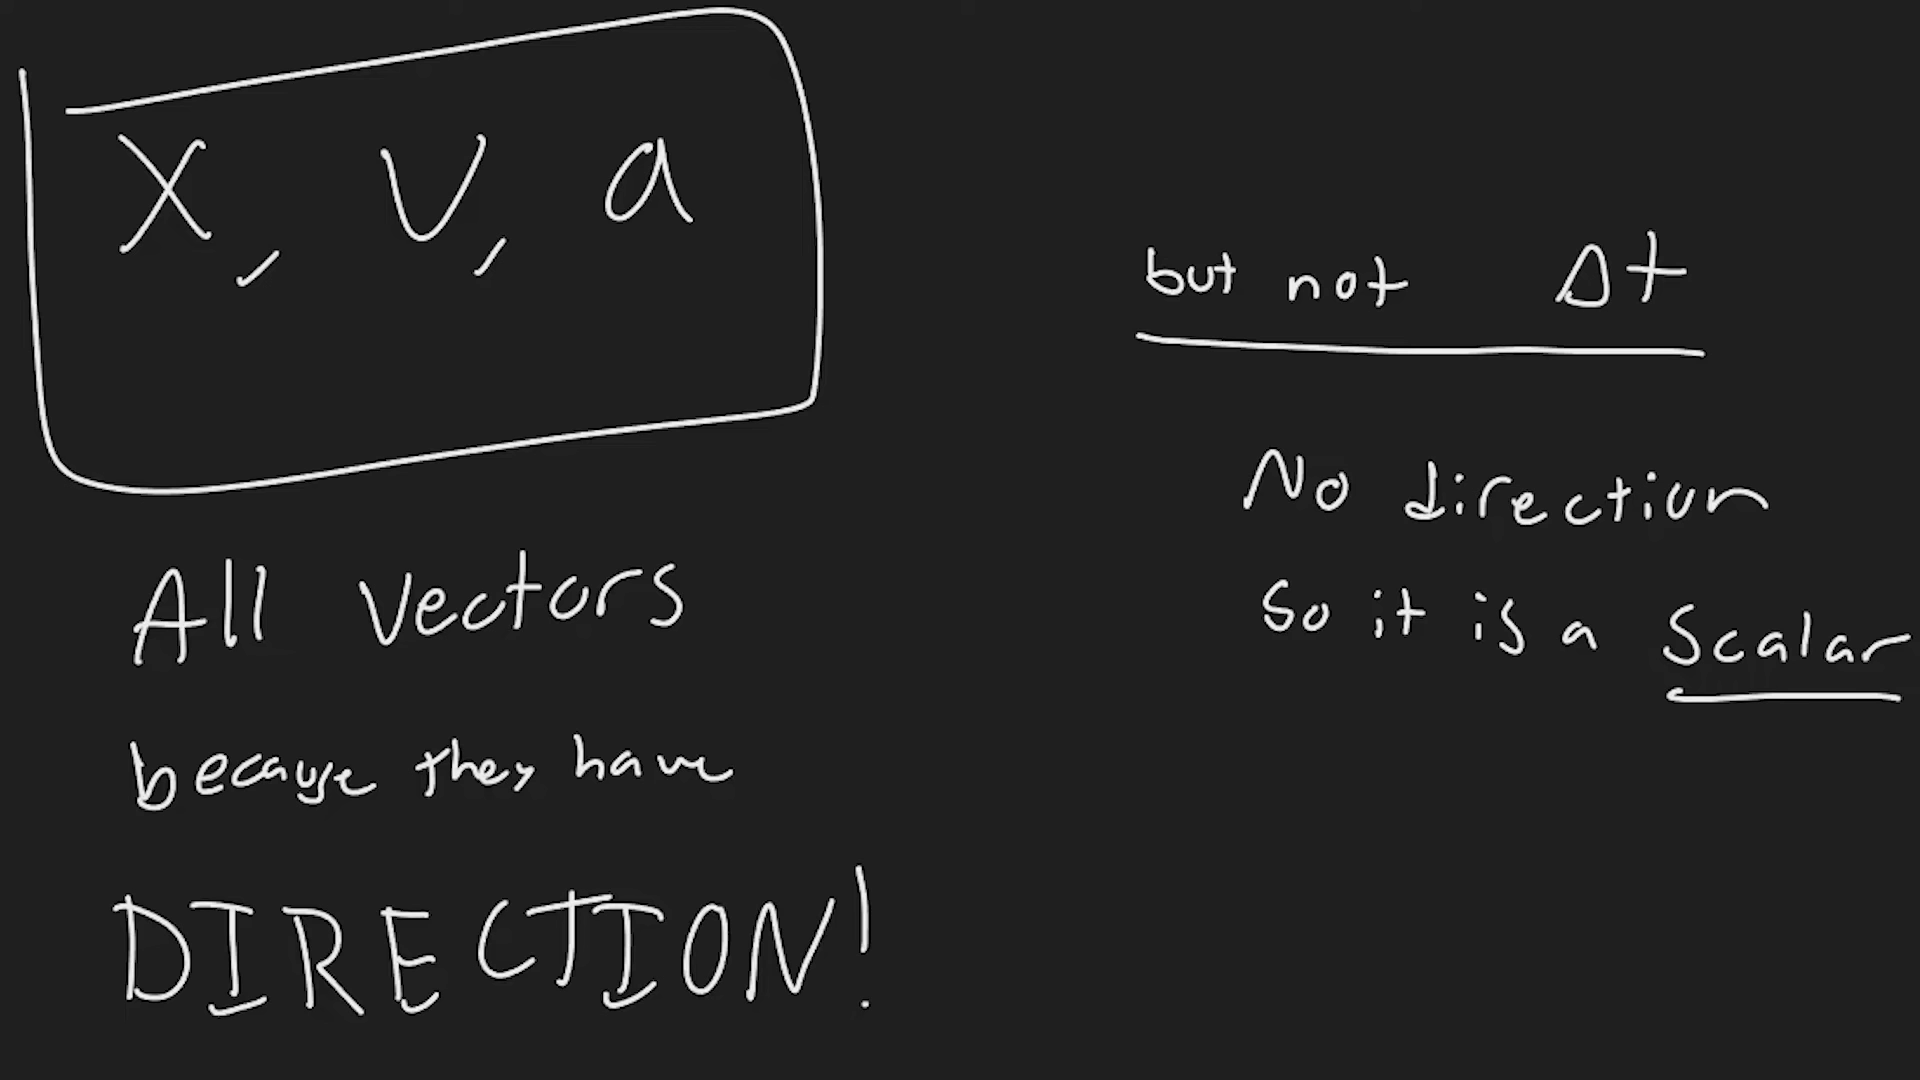 X, V, a
All vectors
because they have
DIRECTION!
but not Δt
No direction
So it is a Scalar